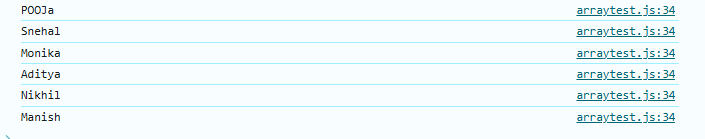 POOJa arraytest.js:34
Snehal arraytest.js:34
Monika arraytest.js:34
Aditya arraytest.js:34
Nikhil arraytest.js:34
Manish arraytest.js:34